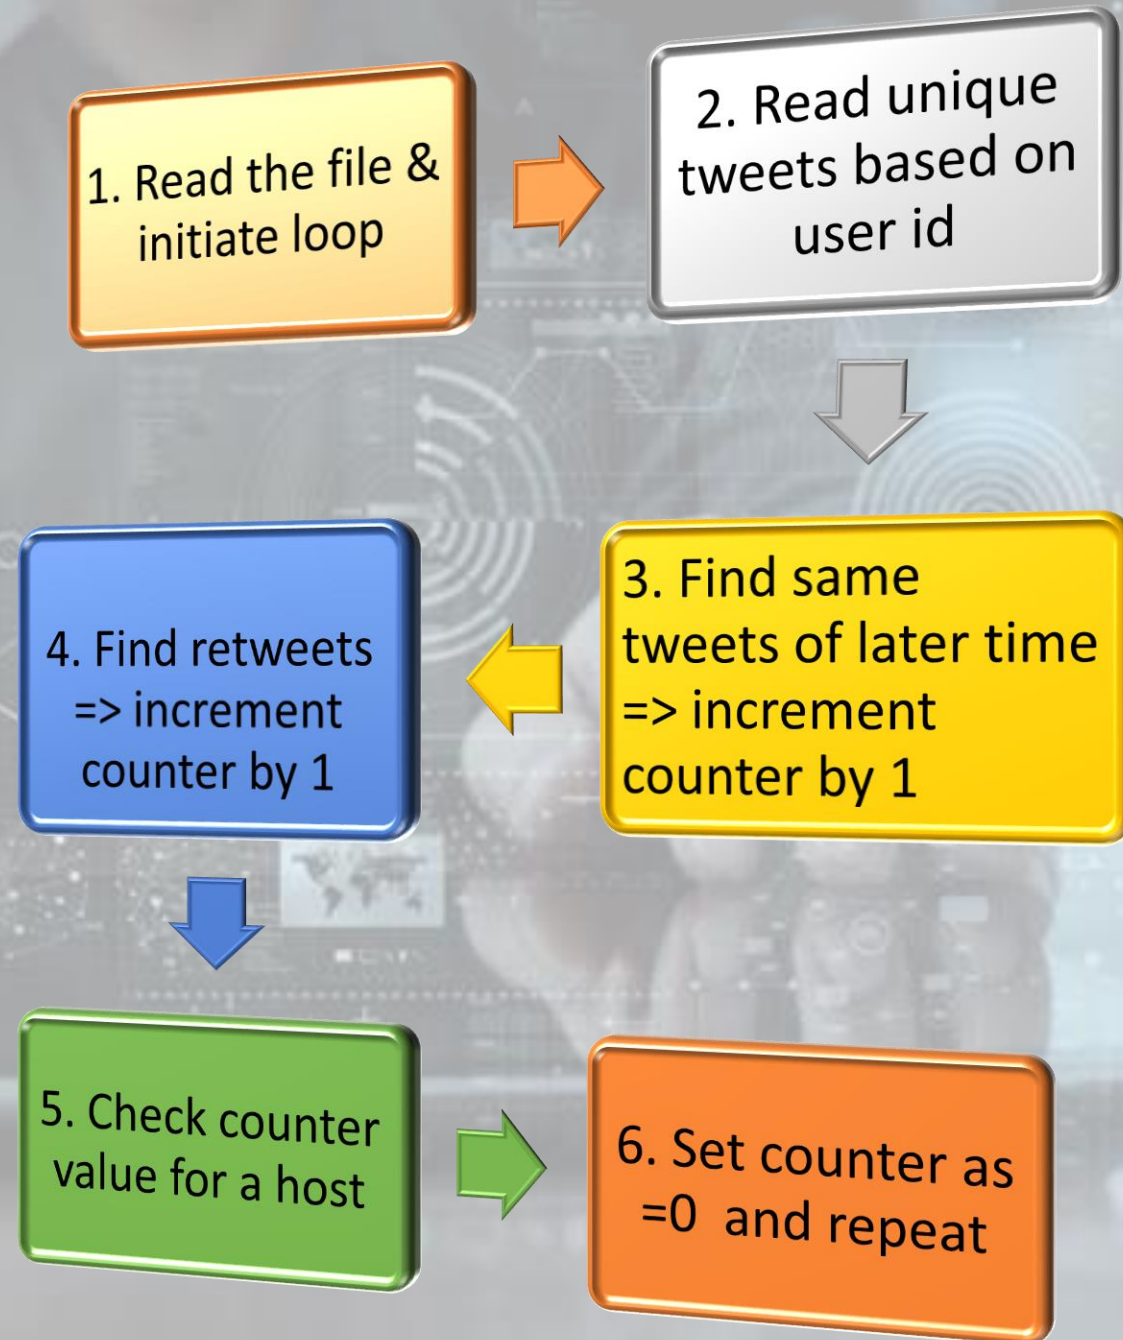 1. Read the file &
initiate loop
2. Read unique
tweets based on
user id
3. Find same
tweets of later time
=> increment
counter by 1
4. Find retweets
=> increment
counter by 1
5. Check counter
value for a host
6. Set counter as
=0 and repeat